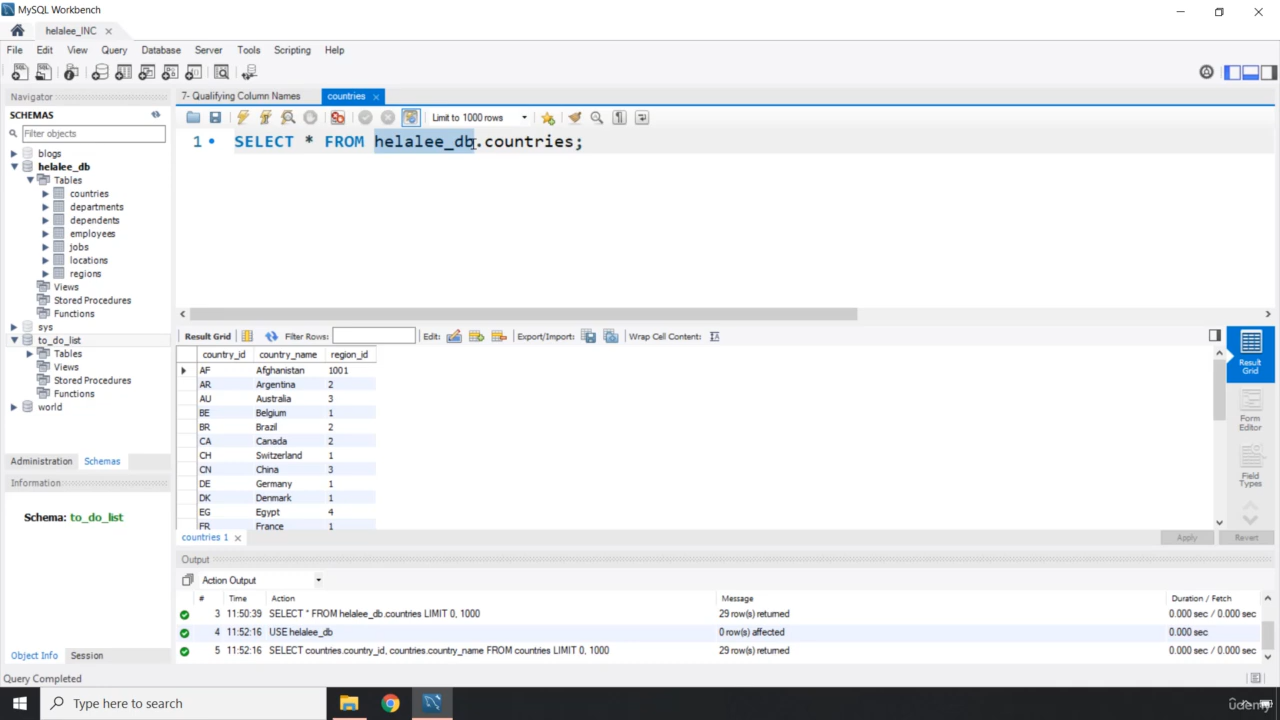 MySQL Workbench
helalee_INC
File Edit View Query Database Server Tools Scripting Help
Navigator
SCHEMAS
Filter objects
blogs
helalee_db
Tables
countries
departments
dependents
employees
jobs
locations
regions
Views
Stored Procedures
Functions
sys
to_do_list
Tables
Views
Stored Procedures
Functions
world
Administration Schemas
Information
Schema: to_do_list
Object Info Session
7- Qualifying Column Names countries
Limit to 1000 rows
1 SELECT * FROM helalee_db.countries;
Result Grid Filter Rows: Edit: Export/Import: Wrap Cell Content:
country_id country_name region_id
AF Afghanistan 1001
AR Argentina 2
AU Australia 3
BE Belgium 1
BR Brazil 2
CA Canada 2
CH Switzerland 1
CN China 3
DE Germany 1
DK Denmark 1
EG Egypt 4
FR France 1
Result Grid
Form Editor
Field Types
countries 1 Apply Revert
Output
Action Output
# Time Action Message Duration / Fetch
3 11:50:39 SELECT * FROM helalee_db.countries LIMIT 0, 1000 29 row(s) returned 0.000 sec / 0.000 sec
4 11:52:16 USE helalee_db 0 row(s) affected 0.000 sec
5 11:52:16 SELECT countries.country_id, countries.country_name FROM countries LIMIT 0, 1000 29 row(s) returned 0.000 sec / 0.000 sec
Query Completed
Type here to search
udemy